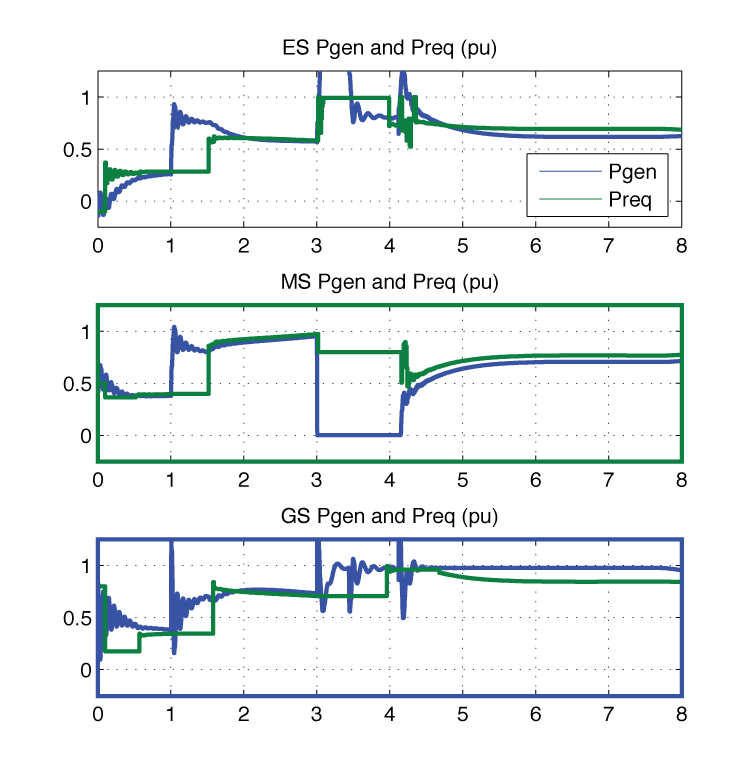 ES Pgen and Preq (pu)
1
0.5
0
Pgen
Preq
0 1 2 3 4 5 6 7 8
MS Pgen and Preq (pu)
1
0.5
0
0 1 2 3 4 5 6 7 8
GS Pgen and Preq (pu)
1
0.5
0
0 1 2 3 4 5 6 7 8